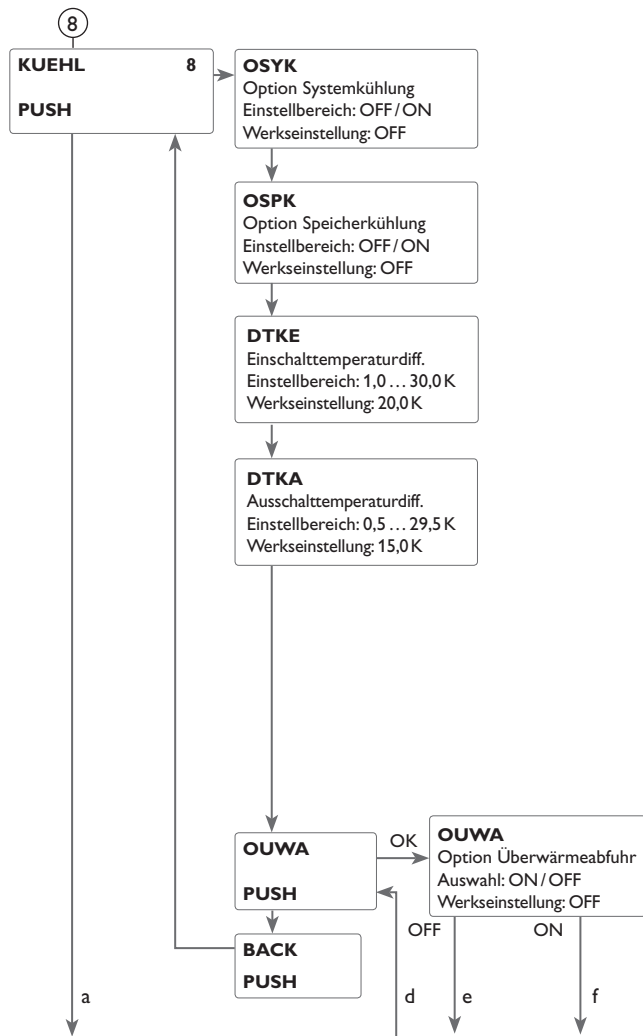 8
KUEHL 8
PUSH
OSYK
Option Systemkühlung
Einstellbereich: OFF/ON
Werkseinstellung: OFF
OSPK
Option Speicherkühlung
Einstellbereich: OFF/ON
Werkseinstellung: OFF
DTKE
Einschalttemperaturdiff.
Einstellbereich: 1,0 … 30,0 K
Werkseinstellung: 20,0 K
DTKA
Ausschalttemperaturdiff.
Einstellbereich: 0,5 … 29,5 K
Werkseinstellung: 15,0 K
OUWA
PUSH
OK
OUWA
Option Überwärmeabfuhr
Auswahl: ON/OFF
Werkseinstellung: OFF
OFF ON
BACK
PUSH
a d e f